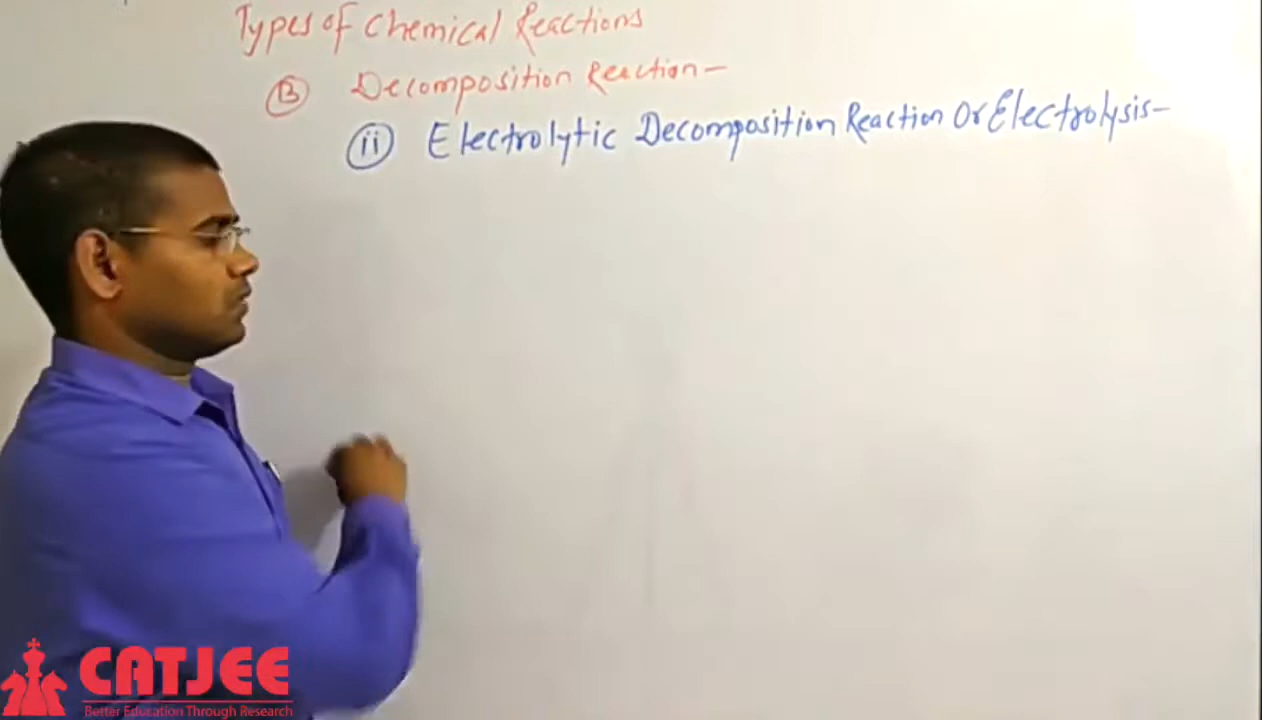 Types of Chemical Reactions
B Decomposition Reaction-
ii Electrolytic Decomposition Reaction Or Electrolysis-
CATJEE
Better Education Through Research